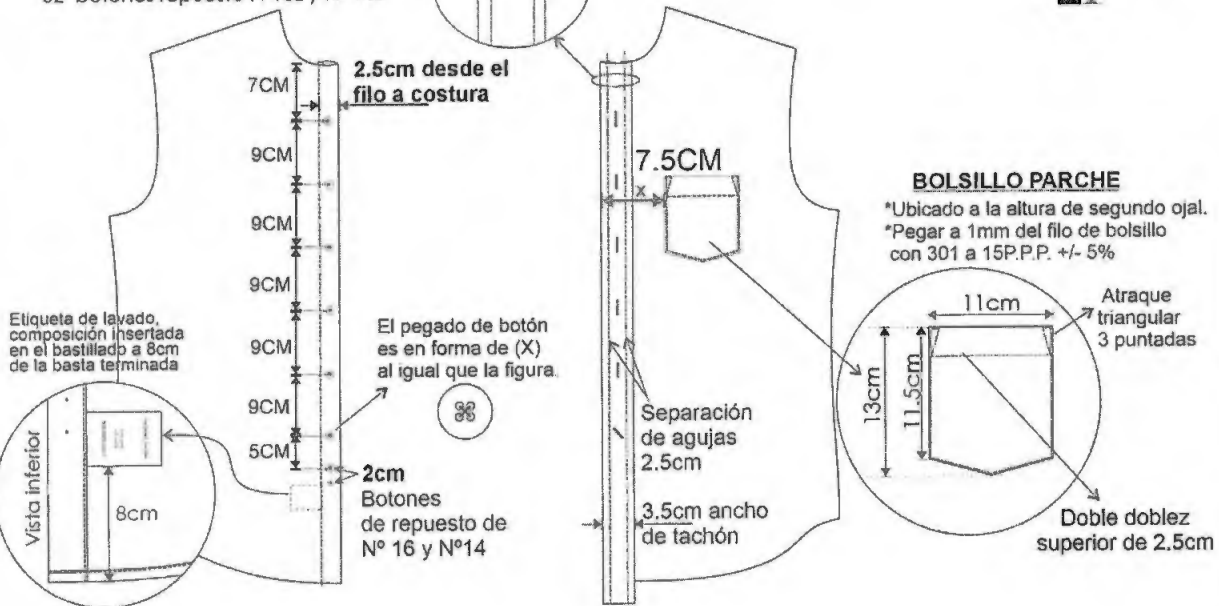 7CM
2.5cm desde el
filo a costura
9CM
9CM
9CM
9CM
9CM
5CM
7.5CM
X
BOLSILLO PARCHE
*Ubicado a la altura de segundo ojal.
*Pegar a 1mm del filo de bolsillo
con 301 a 15P.P.P. +/- 5%
11cm
Atraque
triangular
3 puntadas
13cm
11.5cm
Doble doblez
superior de 2.5cm
Etiqueta de lavado,
composición insertada
en el bastillado a 8cm
de la basta terminada
Vista inferior
8cm
El pegado de botón
es en forma de (X)
al igual que la figura.
2cm
Botones
de repuesto de
Nº 16 y Nº14
Separación
de agujas
2.5cm
3.5cm ancho
de tachón